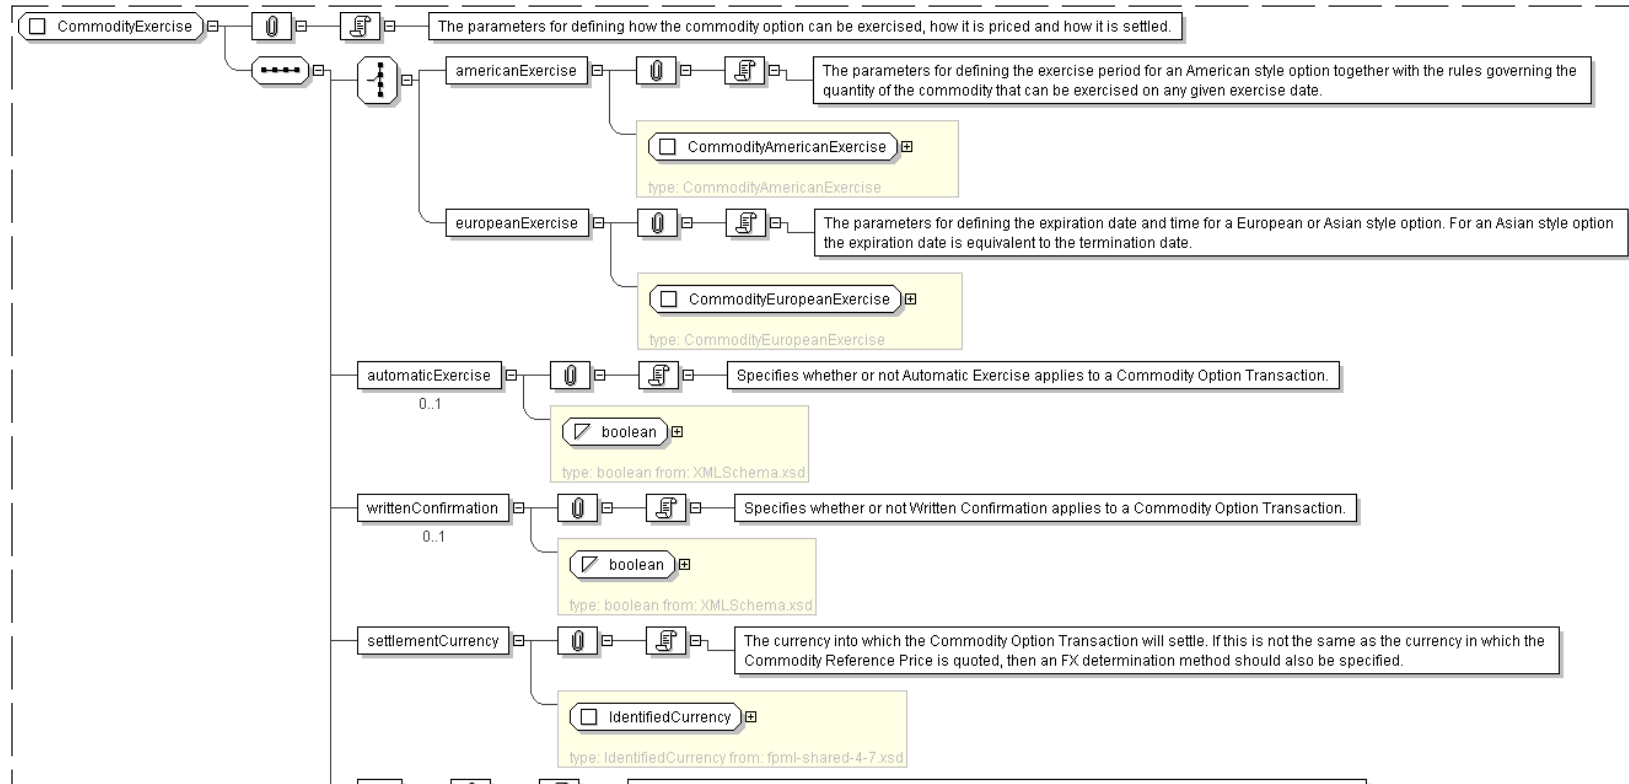 CommodityExercise
The parameters for defining how the commodity option can be exercised, how it is priced and how it is settled.
americanExercise
The parameters for defining the exercise period for an American style option together with the rules governing the
quantity of the commodity that can be exercised on any given exercise date.
CommodityAmericanExercise
type: CommodityAmericanExercise
europeanExercise
The parameters for defining the expiration date and time for a European or Asian style option. For an Asian style option
the expiration date is equivalent to the termination date.
CommodityEuropeanExercise
type: CommodityEuropeanExercise
automaticExercise
Specifies whether or not Automatic Exercise applies to a Commodity Option Transaction.
0..1
boolean
type: boolean from: XMLSchema.xsd
writtenConfirmation
Specifies whether or not Written Confirmation applies to a Commodity Option Transaction.
0..1
boolean
type: boolean from: XMLSchema.xsd
settlementCurrency
The currency into which the Commodity Option Transaction will settle. If this is not the same as the currency in which the
Commodity Reference Price is quoted, then an FX determination method should also be specified.
IdentifiedCurrency
type: IdentifiedCurrency from: fpml-shared-4-7.xsd